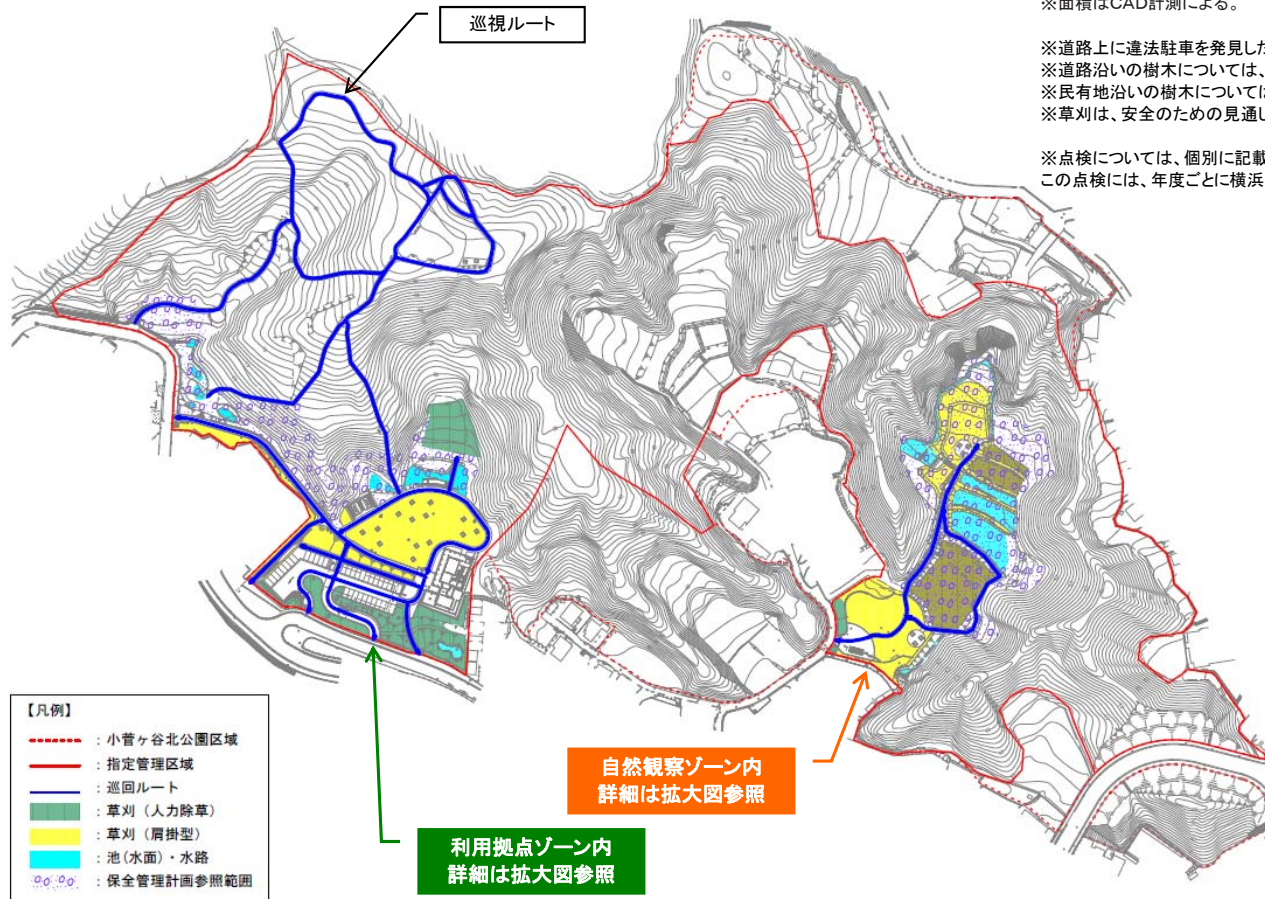 巡視ルート
※面積はCAD計測による。
※道路上に違法駐車を発見した
※道路沿いの樹木については、
※民有地沿いの樹木については
※草刈は、安全のための見通し
※点検については、個別に記載
この点検には、年度ごとに横浜
自然観察ゾーン内
詳細は拡大図参照
利用拠点ゾーン内
詳細は拡大図参照
【凡例】
：小菅ヶ谷北公園区域
：指定管理区域
：巡回ルート
：草刈（人力除草）
：草刈（肩掛型）
：池(水面)・水路
：保全管理計画参照範囲